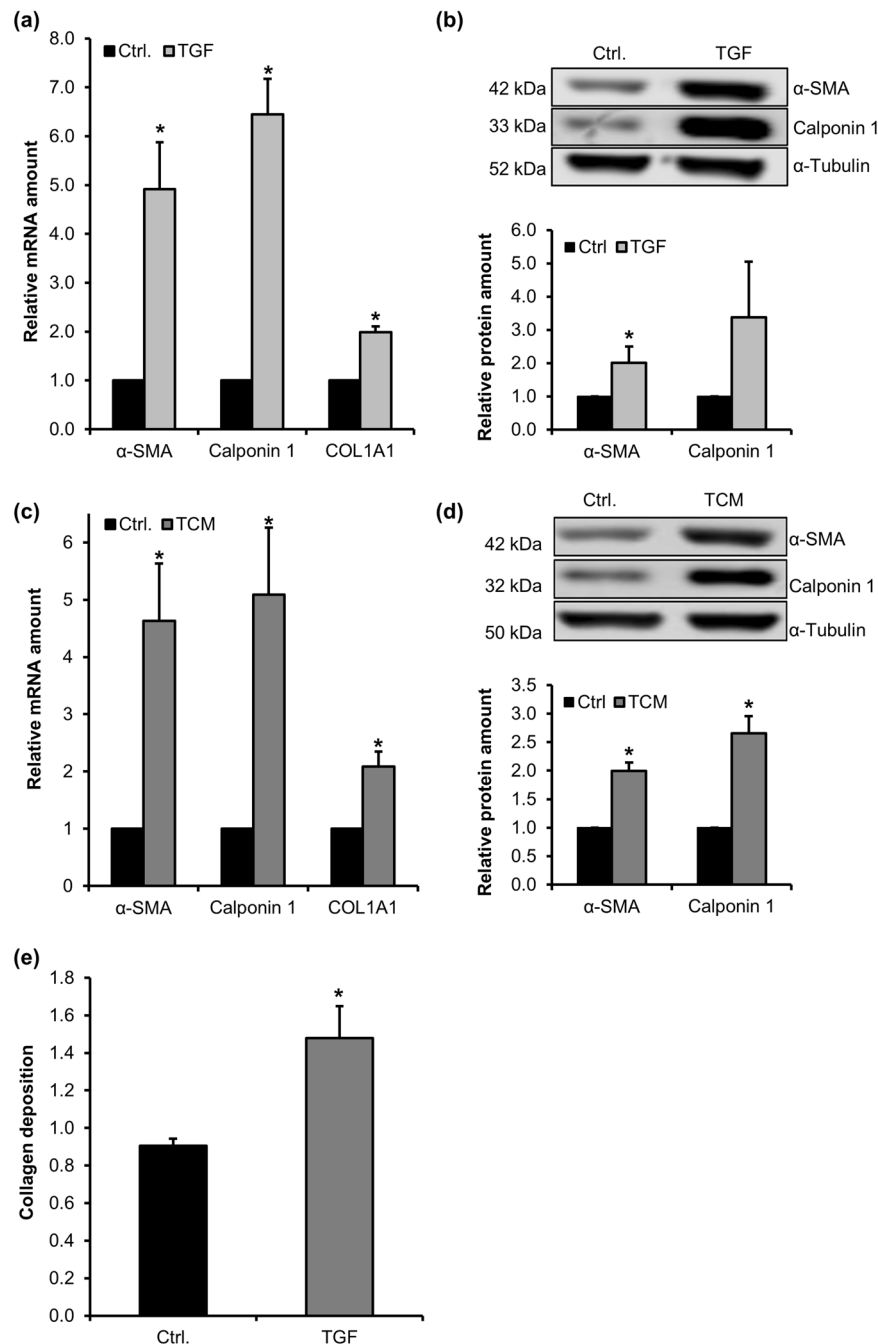 (a)
8.0
Ctrl. TGF
7.0
6.0
5.0
4.0
3.0
2.0
1.0
0.0
Relative mRNA amount
*
*
*
α-SMA Calponin 1 COL1A1
(b)
Ctrl. TGF
42 kDa α-SMA
33 kDa Calponin 1
52 kDa α-Tubulin
6.0
Ctrl TGF
5.0
4.0
3.0
2.0
1.0
0.0
Relative protein amount
*
α-SMA Calponin 1
(c)
Ctrl. TCM
6
5
4
3
2
1
0
Relative mRNA amount
*
*
*
α-SMA Calponin 1 COL1A1
(d)
Ctrl. TCM
42 kDa α-SMA
32 kDa Calponin 1
50 kDa α-Tubulin
3.5
Ctrl TCM
3.0
2.5
2.0
1.5
1.0
0.5
0.0
Relative protein amount
*
*
α-SMA Calponin 1
(e)
1.8
1.6
1.4
1.2
1.0
0.8
0.6
0.4
0.2
0.0
Collagen deposition
*
Ctrl. TGF